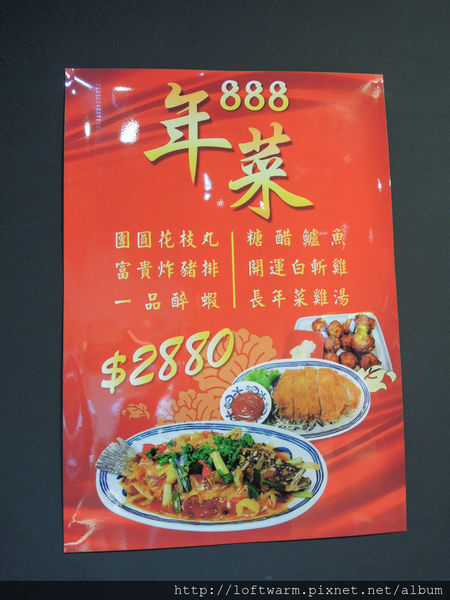 年菜
888
團圓花枝丸
富貴炸豬排
一品醉蝦
糖醋鱸魚
開運白斬雞
長年菜雞湯
$2880
http://loftwarm.pixnet.net/album